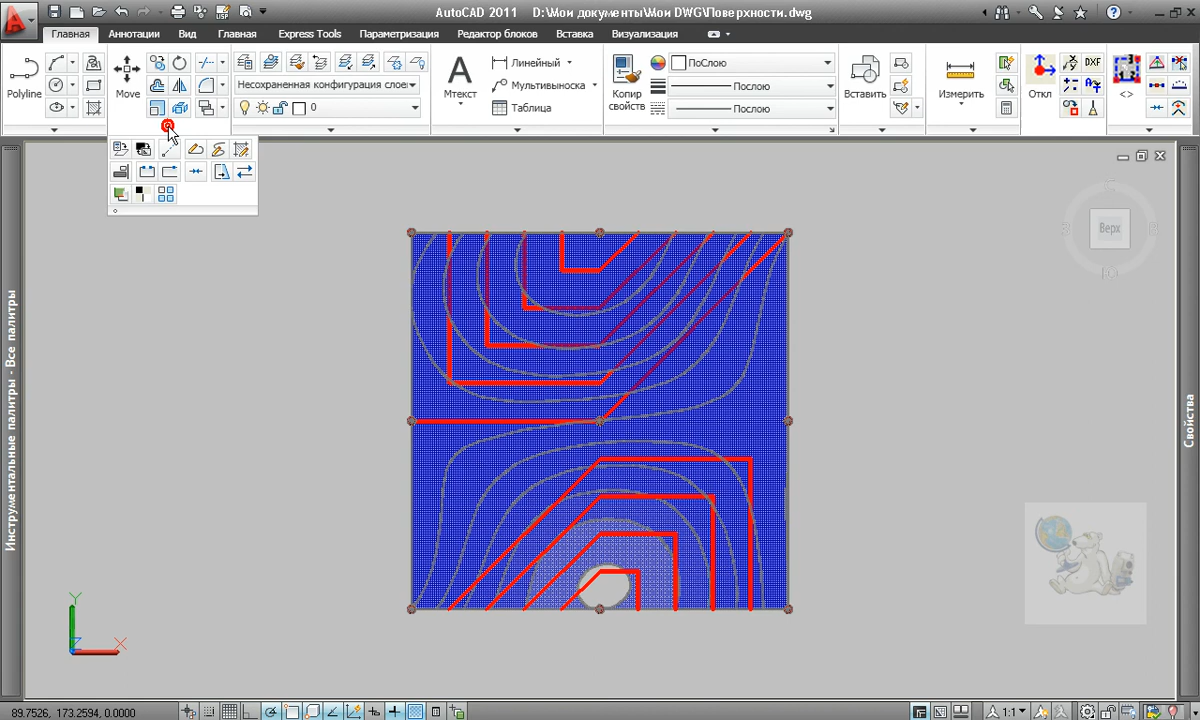 AutoCAD 2011 D:\Мои документы\Мои DWG\Поверхности.dwg
Главная Аннотации Вид Главная Express Tools Параметризация Редактор блоков Вставка Визуализация
Polyline
Move
Несохраненная конфигурация слоев
0
A
Мтекст
Линейный
Мультивыноска
Таблица
Копир свойств
ПоСлою
Послою
Послою
Вставить
Измерить
Откл
DXF
<>
Инструментальные палитры - Все палитры
Свойства
Верх
Y
X
Z
89.7526, 173.2594, 0.0000
1:1